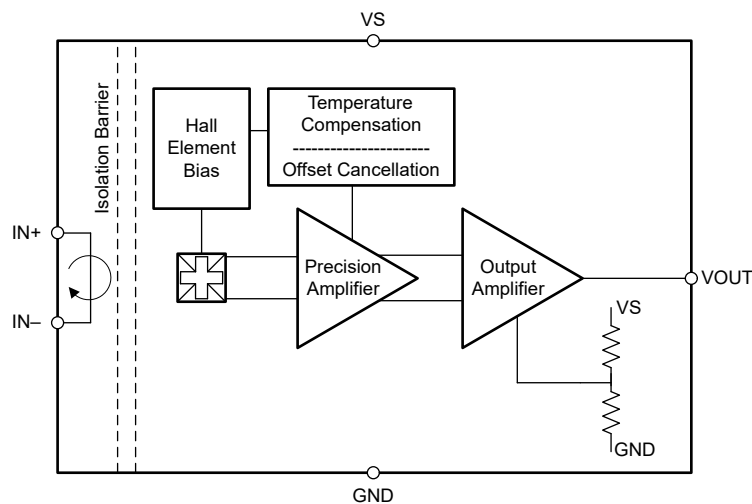 VS
Isolation Barrier
Hall
Element
Bias
Temperature
Compensation
-----------------------
Offset Cancellation
IN+
IN–
Precision
Amplifier
Output
Amplifier
VOUT
VS
GND
GND